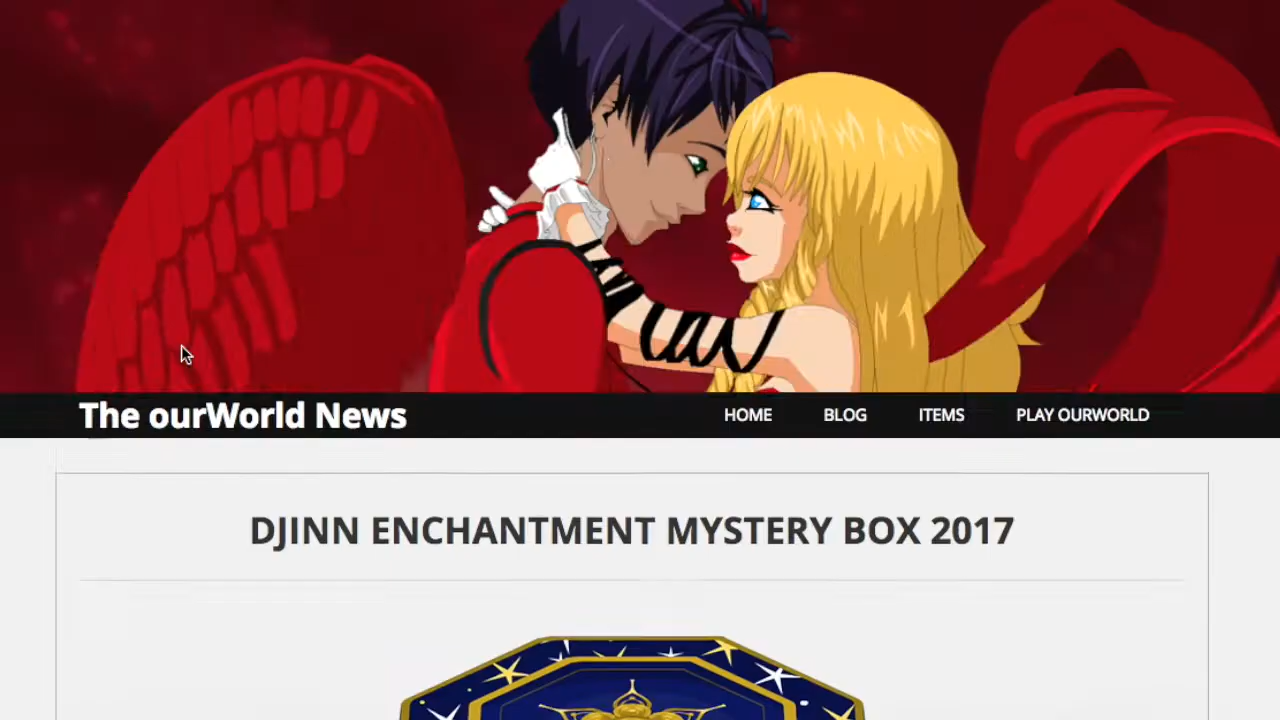 The ourWorld News
HOME BLOG ITEMS PLAY OURWORLD
DJINN ENCHANTMENT MYSTERY BOX 2017